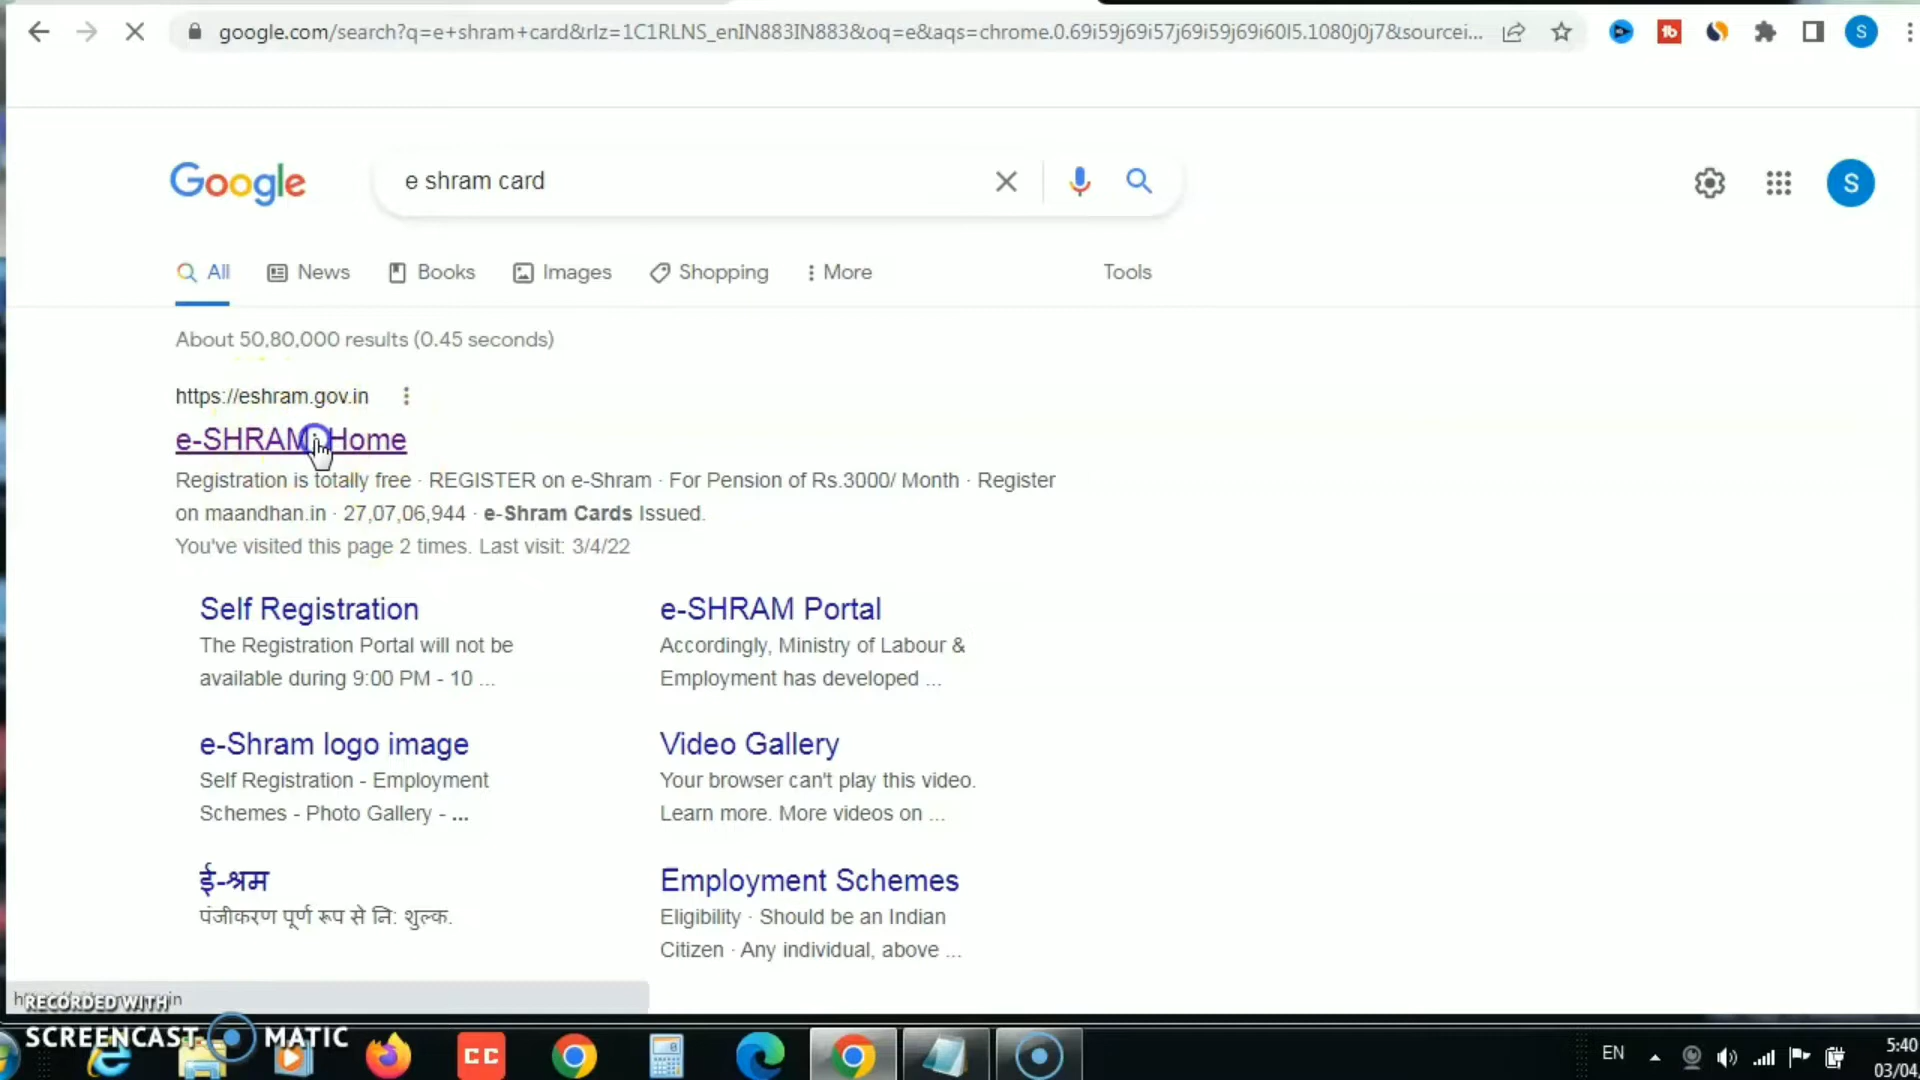 google.com/search?q=e+shram+card&rlz=1C1RLNS_enIN883IN883&oq=e&aqs=chrome.0.69i59j69i57j69i59j69i60l5.1080j0j7&sourcei...
S
Google
e shram card
S
All
News
Books
Images
Shopping
More
Tools
About 50,80,000 results (0.45 seconds)
https://eshram.gov.in
e-SHRAM: Home
Registration is totally free · REGISTER on e-Shram · For Pension of Rs.3000/ Month · Register
on maandhan.in · 27,07,06,944 · e-Shram Cards Issued.
You've visited this page 2 times. Last visit: 3/4/22
Self Registration
The Registration Portal will not be
available during 9:00 PM - 10 ...
e-SHRAM Portal
Accordingly, Ministry of Labour &
Employment has developed ...
e-Shram logo image
Self Registration - Employment
Schemes - Photo Gallery - ...
Video Gallery
Your browser can't play this video.
Learn more. More videos on ...
ई-श्रम
पंजीकरण पूर्ण रूप से नि: शुल्क.
Employment Schemes
Eligibility · Should be an Indian
Citizen · Any individual, above ...
RECORDED WITH
SCREENCAST MATIC
CC
EN
5:40
03/04